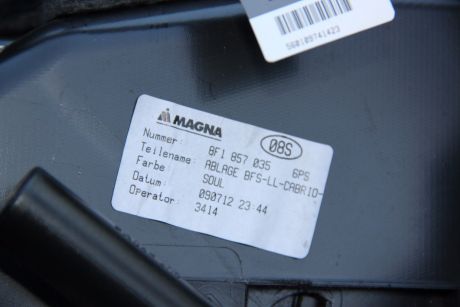 560109741423
MAGNA
08S
Nummer: 8F1 857 035 6PS
Teilename: ABLAGE BFS-LL-CABRIO-
Farbe : SOUL
Datum : 090712 23:44
Operator: 3414